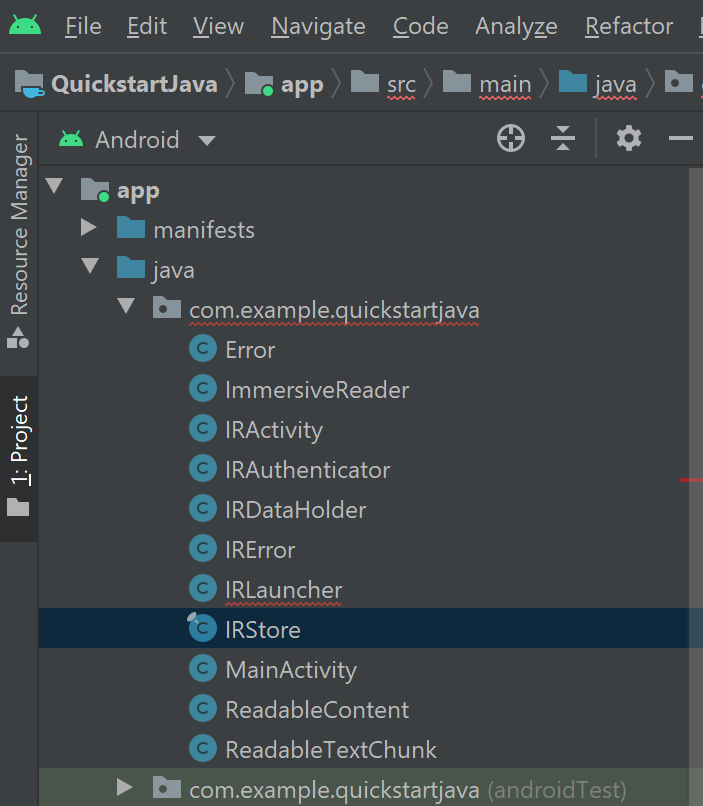 File Edit View Navigate Code Analyze Refactor
QuickstartJava app src main java
Resource Manager
1: Project
Android
app
manifests
java
com.example.quickstartjava
Error
ImmersiveReader
IRActivity
IRAuthenticator
IRDataHolder
IRError
IRLauncher
IRStore
MainActivity
ReadableContent
ReadableTextChunk
com.example.quickstartjava (androidTest)